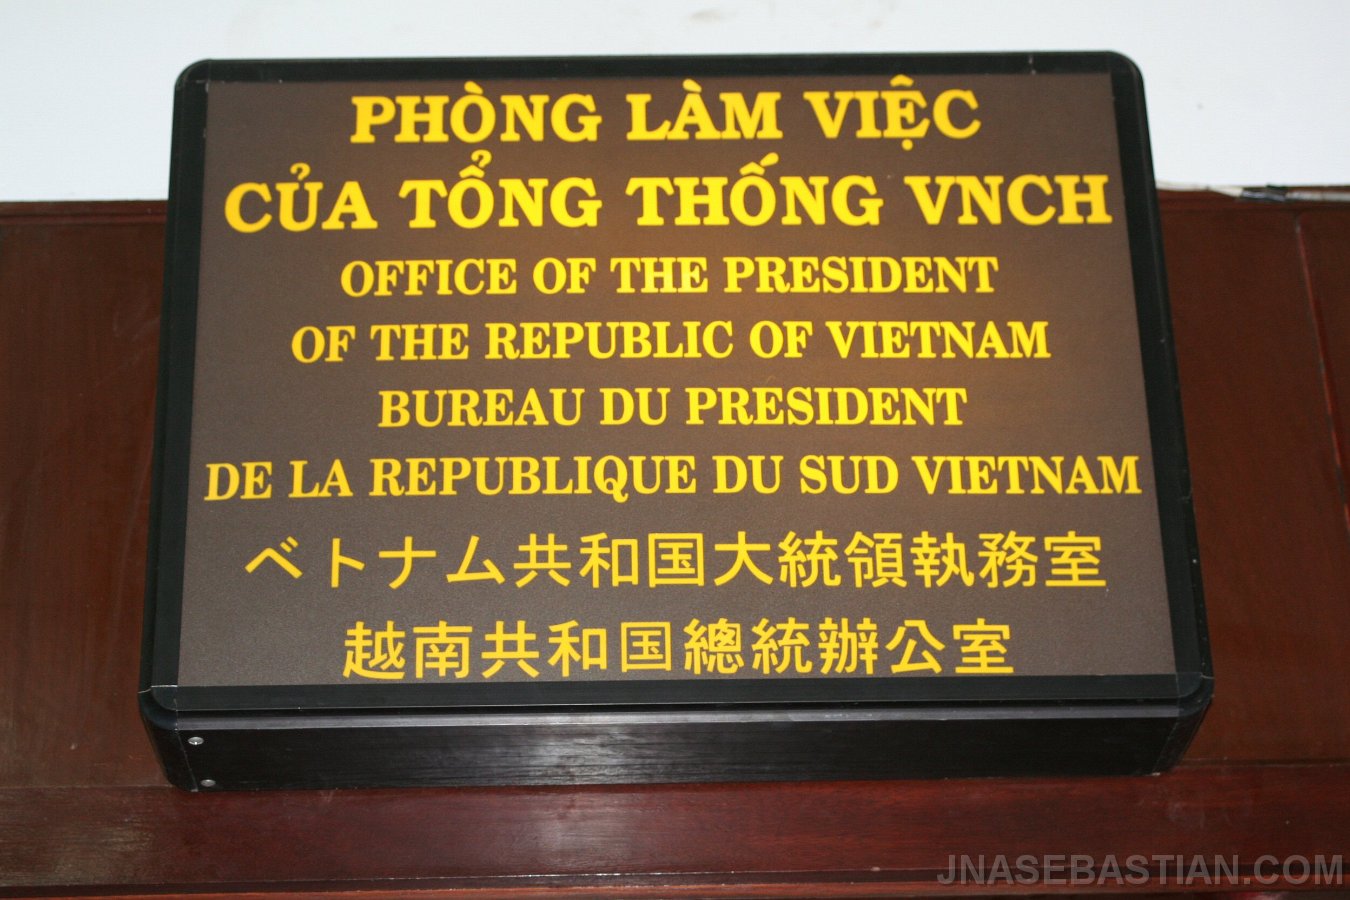 PHÒNG LÀM VIỆC
CỦA TỔNG THỐNG VNCH
OFFICE OF THE PRESIDENT
OF THE REPUBLIC OF VIETNAM
BUREAU DU PRESIDENT
DE LA REPUBLIQUE DU SUD VIETNAM
ベトナム共和国大統領執務室
越南共和国總統辦公室
JNASEBASTIAN.COM